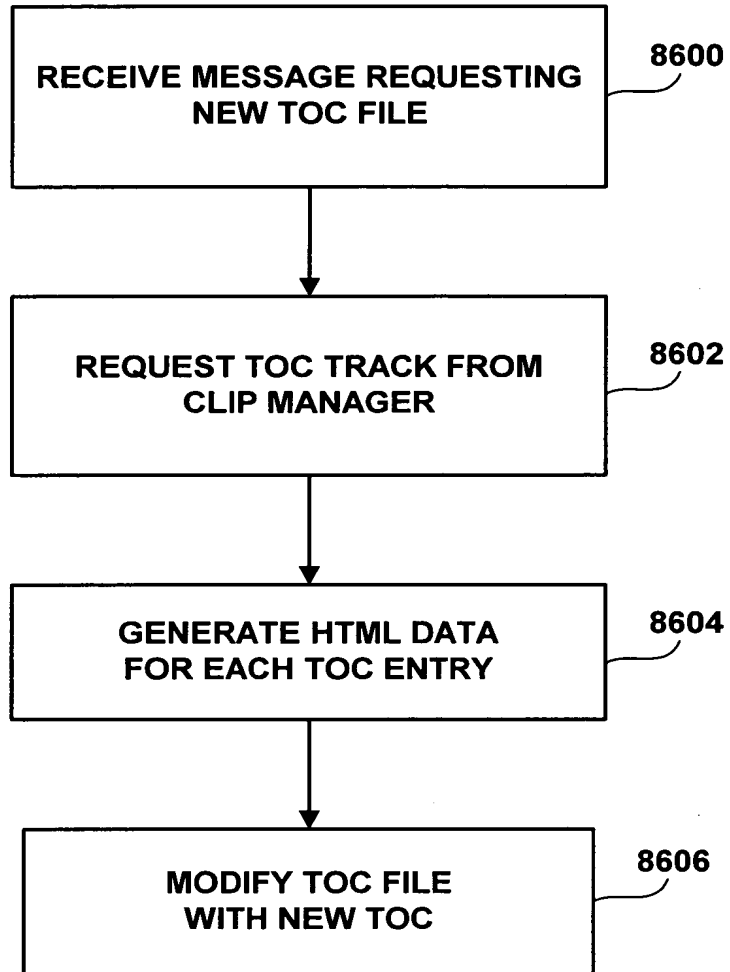 RECEIVE MESSAGE REQUESTING
NEW TOC FILE
8600
REQUEST TOC TRACK FROM
CLIP MANAGER
8602
GENERATE HTML DATA
FOR EACH TOC ENTRY
8604
MODIFY TOC FILE
WITH NEW TOC
8606